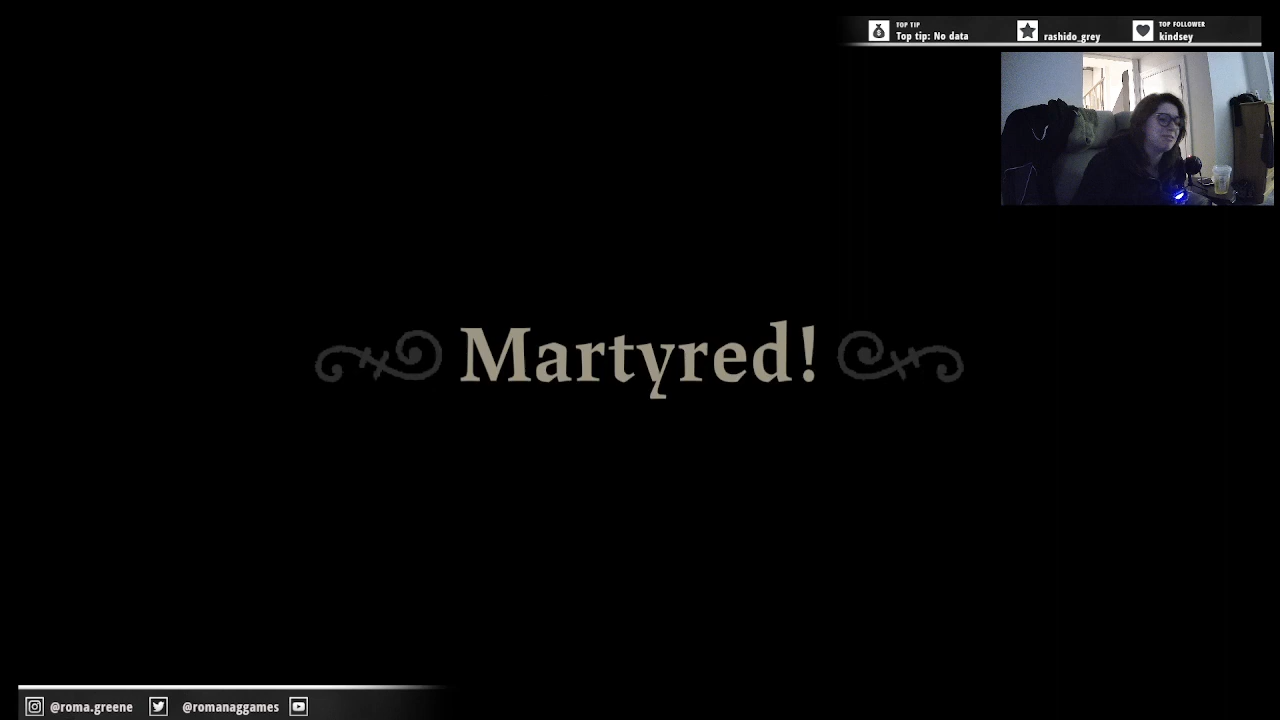 TOP TIP
Top tip: No data
rashido_grey
TOP FOLLOWER
kindsey
Martyred!
@roma.greene
@romanaggames